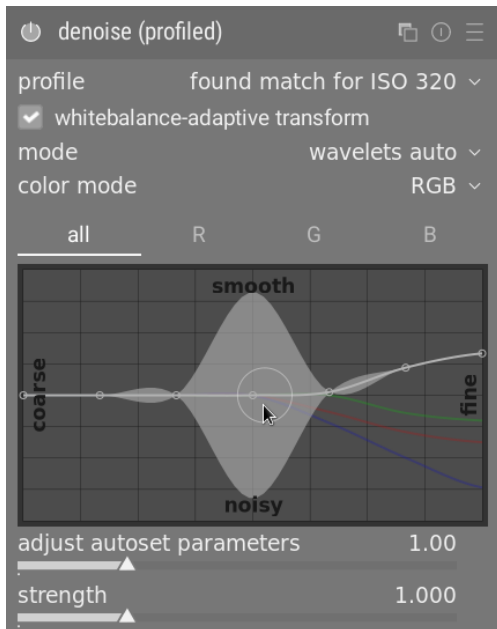 denoise (profiled)
profile found match for ISO 320
whitebalance-adaptive transform
mode wavelets auto
color mode RGB
all R G B
smooth
coarse
fine
noisy
adjust autoset parameters 1.00
strength 1.000